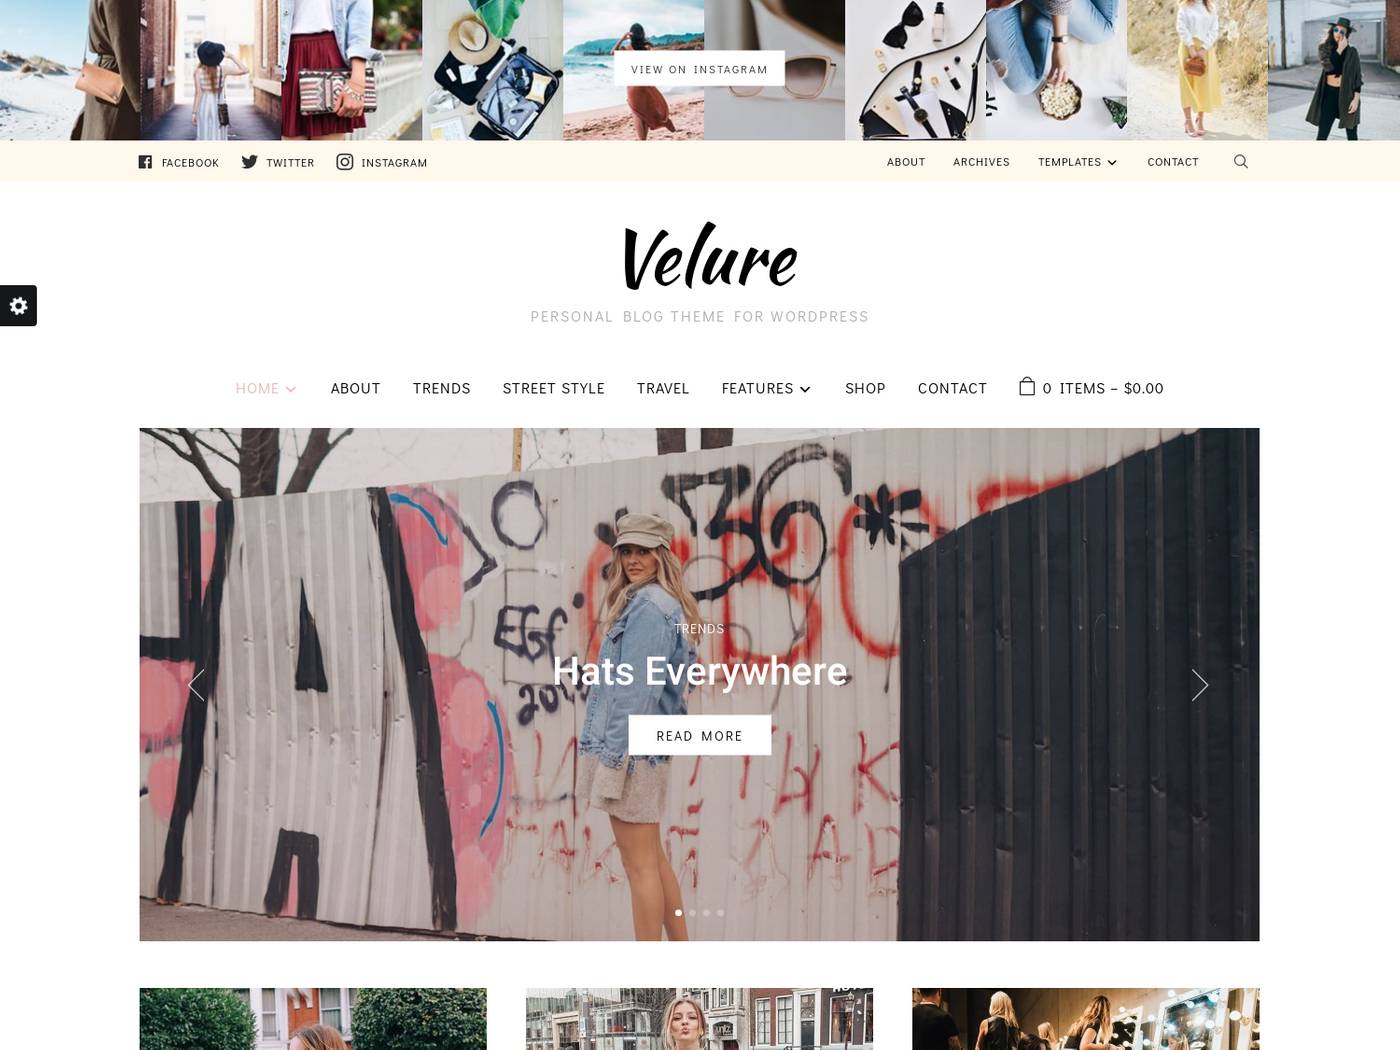 VIEW ON INSTAGRAM
FACEBOOK TWITTER INSTAGRAM
ABOUT ARCHIVES TEMPLATES CONTACT
Velure
PERSONAL BLOG THEME FOR WORDPRESS
HOME ABOUT TRENDS STREET STYLE TRAVEL FEATURES SHOP CONTACT 0 ITEMS – $0.00
TRENDS
Hats Everywhere
READ MORE